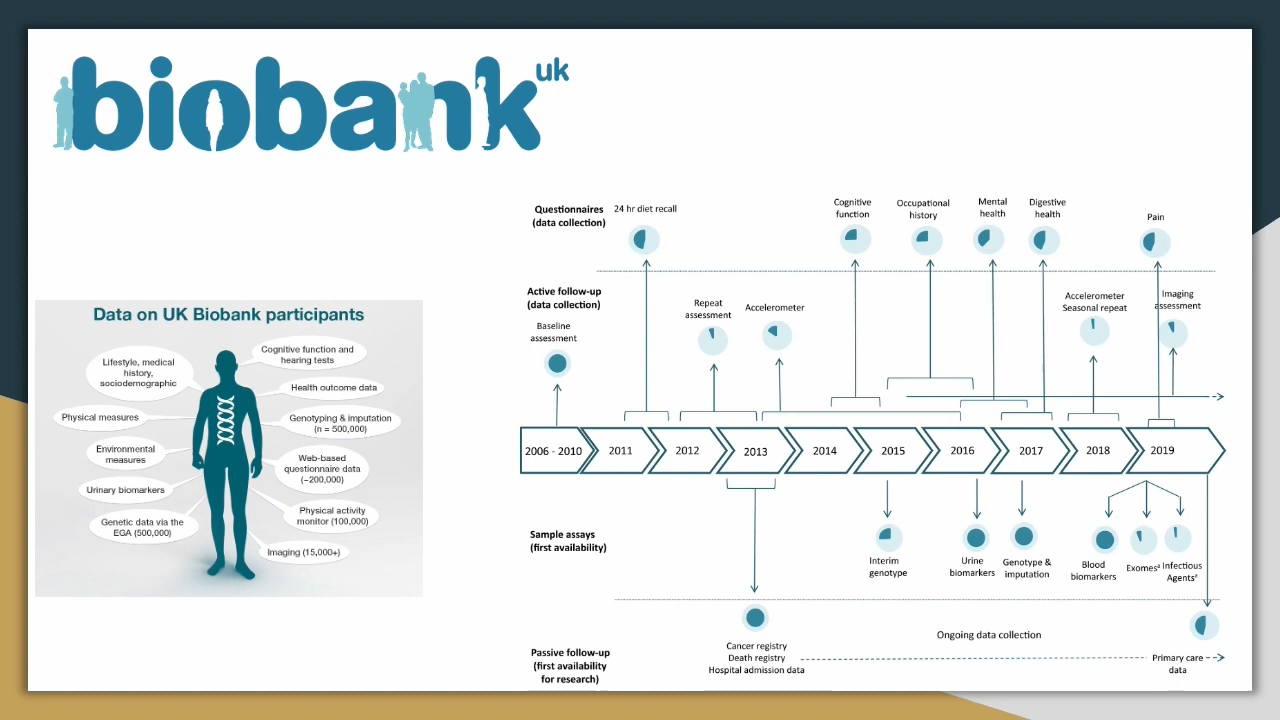 biobank uk
Data on UK Biobank participants
Lifestyle, medical
history,
sociodemographic
Cognitive function and
hearing tests
Health outcome data
Physical measures
Genotyping & imputation
(n = 500,000)
Environmental
measures
Web-based
questionnaire data
(~200,000)
Urinary biomarkers
Physical activity
monitor (100,000)
Genetic data via the
EGA (500,000)
Imaging (15,000+)
Questionnaires
(data collection)
24 hr diet recall
Cognitive
function
Occupational
history
Mental
health
Digestive
health
Pain
Active follow-up
(data collection)
Baseline
assessment
Repeat
assessment
Accelerometer
Accelerometer
Seasonal repeat
Imaging
assessment
2006 - 2010
2011
2012
2013
2014
2015
2016
2017
2018
2019
Sample assays
(first availability)
Interim
genotype
Urine
biomarkers
Genotype &
imputation
Blood
biomarkers
Exomesª
Infectious
Agentsª
Passive follow-up
(first availability
for research)
Cancer registry
Death registry
Hospital admission data
Ongoing data collection
Primary care
data